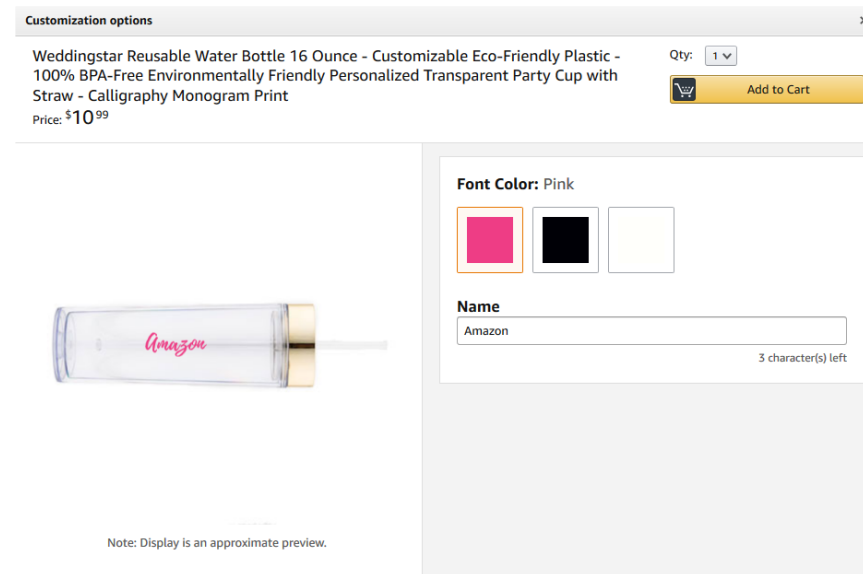 Customization options
Weddingstar Reusable Water Bottle 16 Ounce - Customizable Eco-Friendly Plastic -
100% BPA-Free Environmentally Friendly Personalized Transparent Party Cup with
Straw - Calligraphy Monogram Print
Price: $10 99
Qty: 1
Add to Cart
Amazon
Note: Display is an approximate preview.
Font Color: Pink
Name
Amazon
3 character(s) left